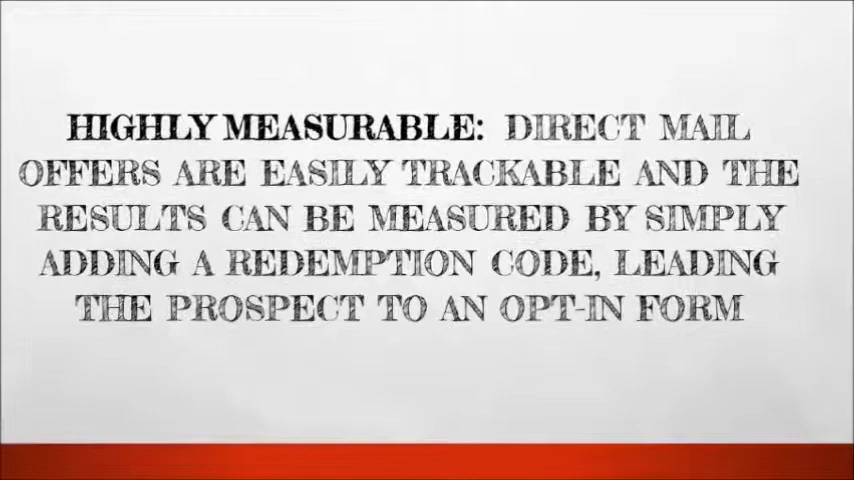 HIGHLY MEASURABLE: DIRECT MAIL
OFFERS ARE EASILY TRACKABLE AND THE
RESULTS CAN BE MEASURED BY SIMPLY
ADDING A REDEMPTION CODE, LEADING
THE PROSPECT TO AN OPT-IN FORM